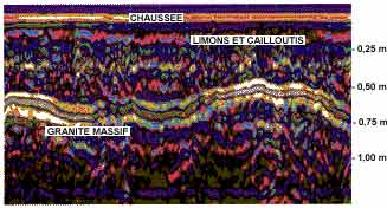 CHAUSSEE
LIMONS ET CAILLOUTIS
0,25 m
0,50 m
GRANITE MASSIF
0,75 m
1,00 m